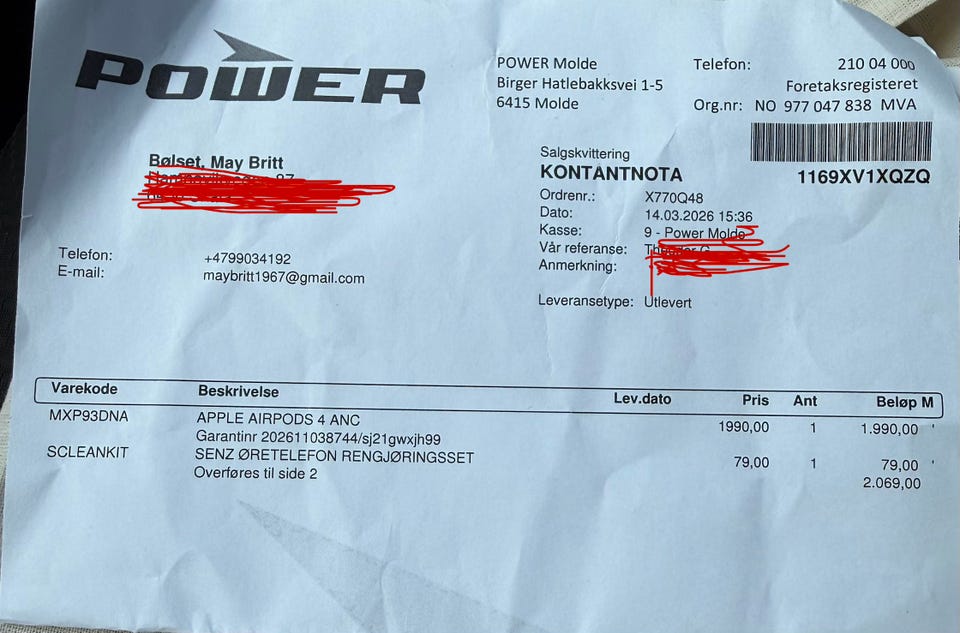 POWER
POWER Molde
Birger Hatlebakksvei 1-5
6415 Molde
Telefon: 210 04 000
Foretaksregisteret
Org.nr: NO 977 047 838 MVA
1169XV1XQZQ
Bølset, May Britt
Telefon: +4799034192
E-mail: maybritt1967@gmail.com
Salgskvittering
KONTANTNOTA
Ordrenr.: X770Q48
Dato: 14.03.2026 15:36
Kasse: 9 - Power Molde
Vår referanse:
Anmerkning:
Leveransetype: Utlevert
Varekode Beskrivelse Lev.dato Pris Ant Beløp M
MXP93DNA APPLE AIRPODS 4 ANC 1990,00 1 1.990,00 '
Garantinr 202611038744/sj21gwxjh99
SCLEANKIT SENZ ØRETELEFON RENGJØRINGSSET 79,00 1 79,00 '
Overføres til side 2 2.069,00